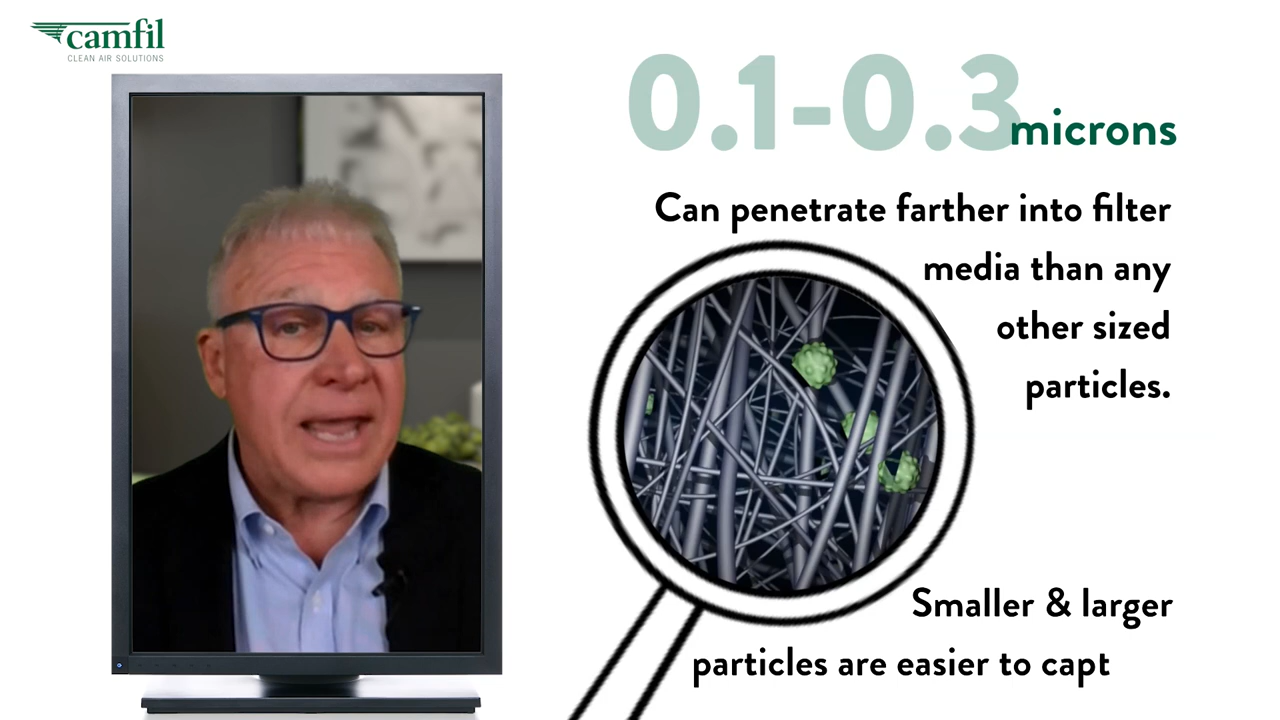 camfil
CLEAN AIR SOLUTIONS
0.1-0.3 microns
Can penetrate farther into filter
media than any
other sized
particles.
Smaller & larger
particles are easier to capt